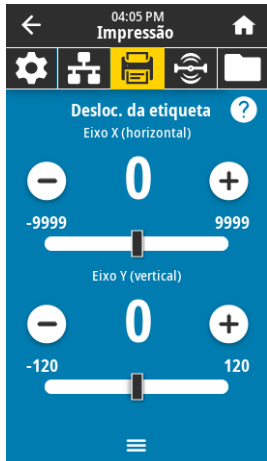 04:05 PM
Impressão
Desloc. da etiqueta
?
Eixo X (horizontal)
0
-9999 9999
Eixo Y (vertical)
0
-120 120